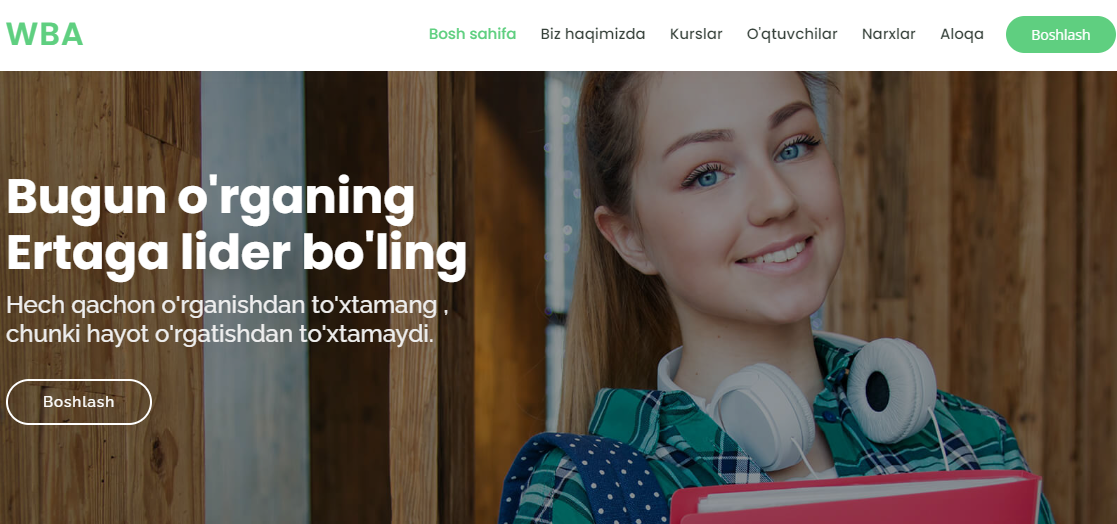 WBA
Bosh sahifa Biz haqimizda Kurslar O'qtuvchilar Narxlar Aloqa Boshlash
Bugun o'rganing
Ertaga lider bo'ling
Hech qachon o'rganishdan to'xtamang ,
chunki hayot o'rgatishdan to'xtamaydi.
Boshlash